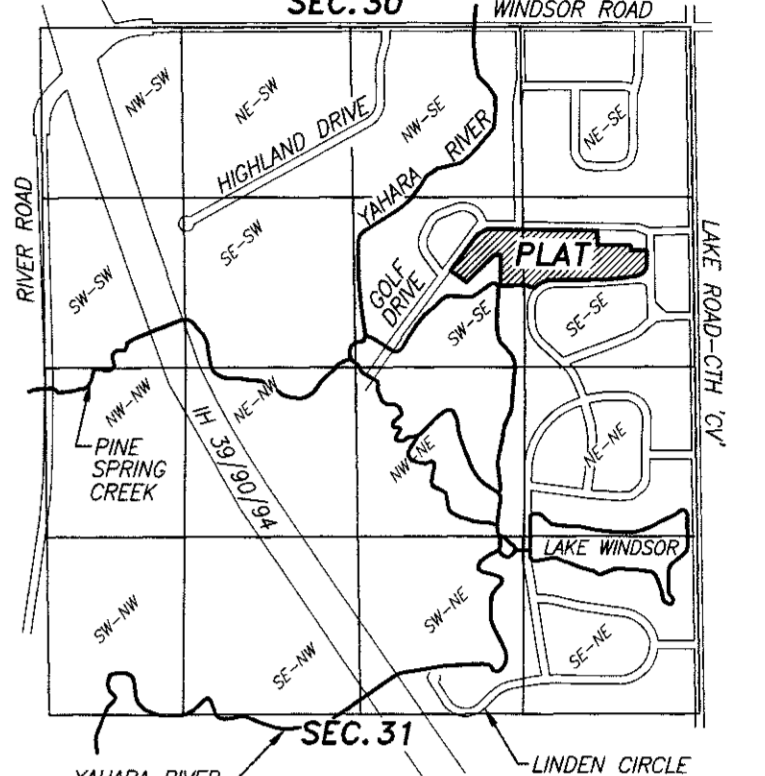 SEC. 30
WINDSOR ROAD
NW-SW
NE-SW
HIGHLAND DRIVE
NW-SE
NE-SE
YAHARA RIVER
RIVER ROAD
SE-SW
SW-SW
GOLF
DRIVE
PLAT
SW-SE
SE-SE
LAKE ROAD-CTH 'CV'
NW-NW
NE-NW
IH 39/90/94
NW-NE
NE-NE
PINE
SPRING
CREEK
LAKE WINDSOR
SW-NW
SE-NW
SW-NE
SE-NE
SEC. 31
LINDEN CIRCLE
YAHARA RIVER